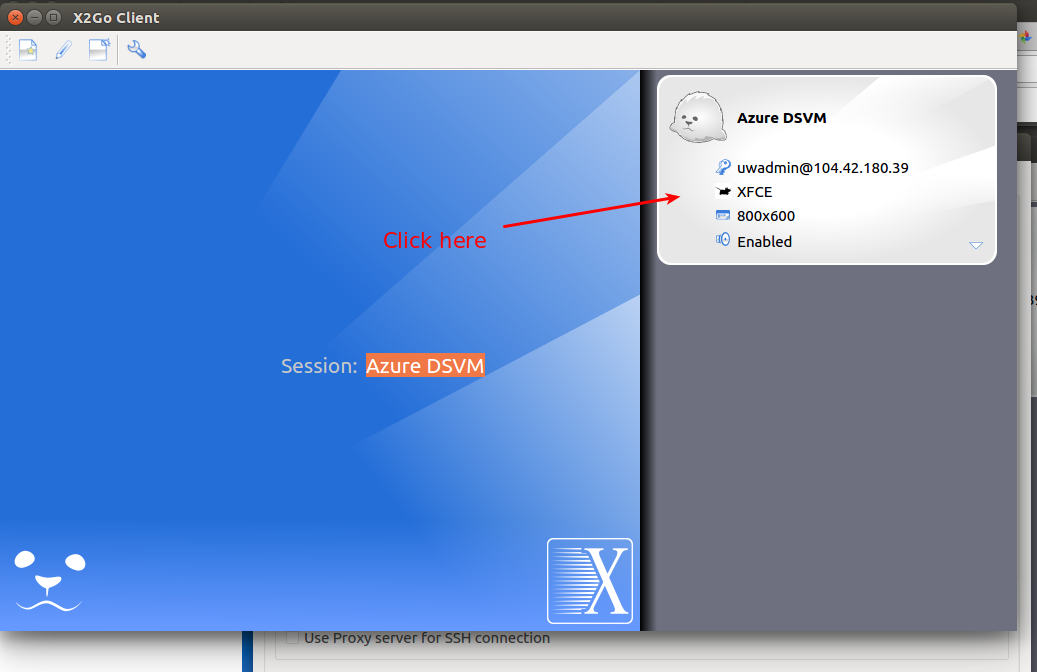 X2Go Client
Azure DSVM
uwadmin@104.42.180.39
XFCE
800x600
Enabled
Click here
Session: Azure DSVM
X
Use Proxy server for SSH connection